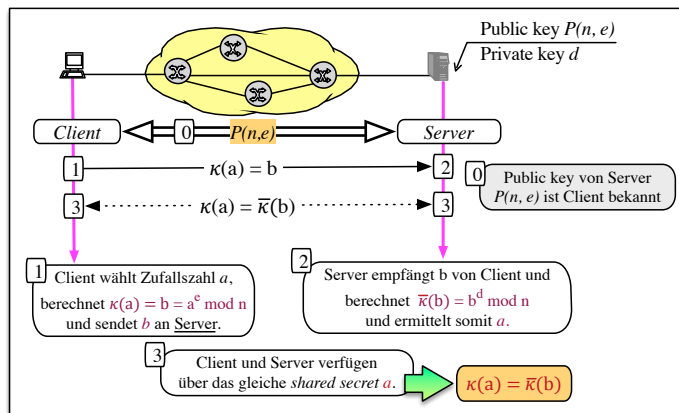 Public key P(n, e)
Private key d
Client
0
P(n,e)
Server
1
κ(a) = b
2
0
Public key von Server
P(n, e) ist Client bekannt
3
κ(a) = κ̅(b)
3
1
Client wählt Zufallszahl a,
berechnet κ(a) = b = aᵉ mod n
und sendet b an Server.
2
Server empfängt b von Client und
berechnet κ̅(b) = bᵈ mod n
und ermittelt somit a.
3
Client und Server verfügen
über das gleiche shared secret a.
κ(a) = κ̅(b)